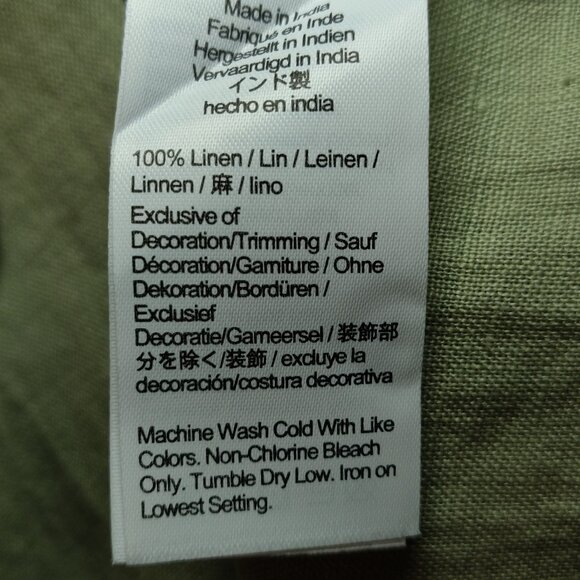 Made in India
Fabriqué en Inde
Hergestellt in Indien
Vervaardigd in India
インド製
hecho en india
100% Linen / Lin / Leinen /
Linnen / 麻 / lino
Exclusive of
Decoration/Trimming / Sauf
Décoration/Garniture / Ohne
Dekoration/Bordüren /
Exclusief
Decoratie/Garneersel / 装飾部
分を除く/装飾 / excluye la
decoración/costura decorativa
Machine Wash Cold With Like
Colors. Non-Chlorine Bleach
Only. Tumble Dry Low. Iron on
Lowest Setting.